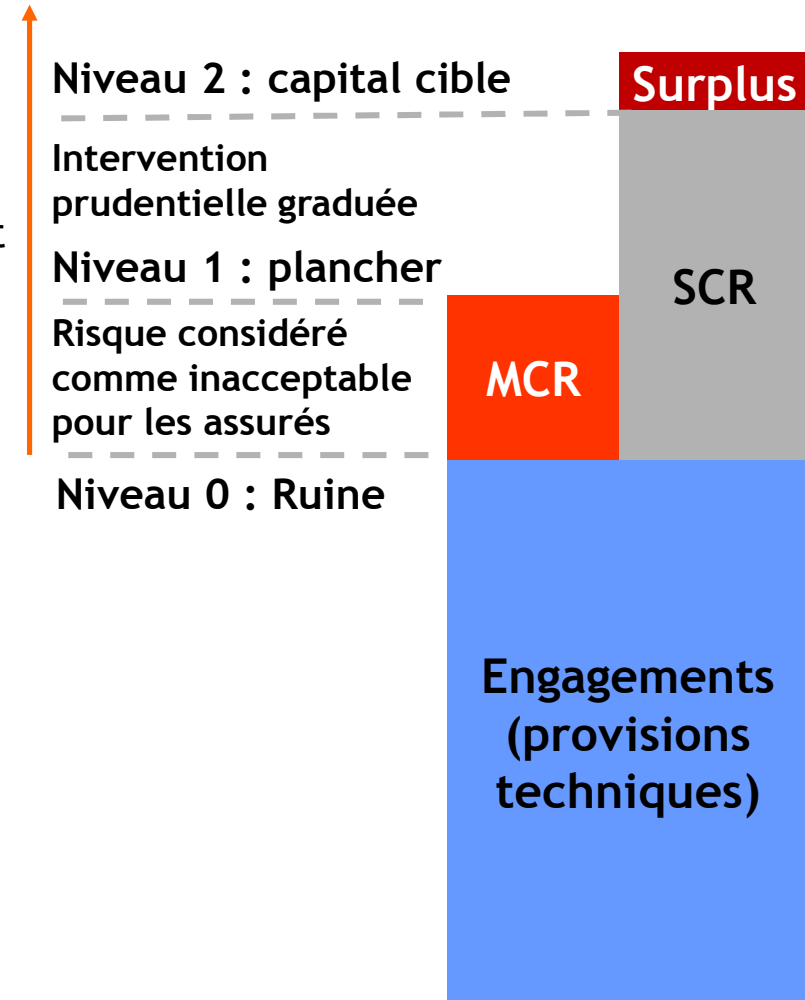 Niveau 2 : capital cible
Surplus
Intervention
prudentielle graduée
t
Niveau 1 : plancher
SCR
Risque considéré
comme inacceptable
pour les assurés
MCR
Niveau 0 : Ruine
Engagements
(provisions
techniques)